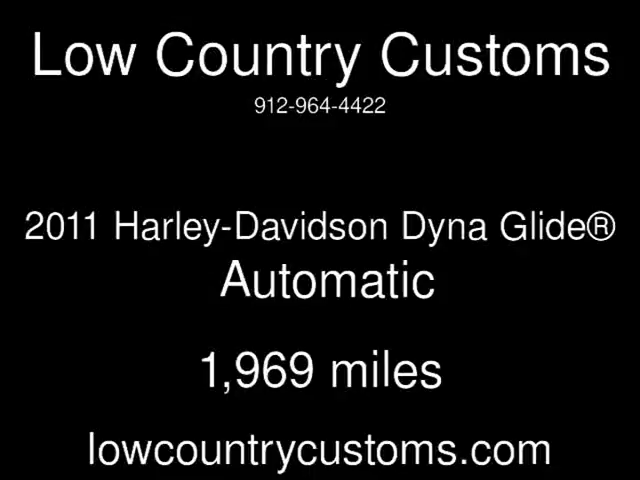 Low Country Customs
912-964-4422
2011 Harley-Davidson Dyna Glide®
Automatic
1,969 miles
lowcountrycustoms.com